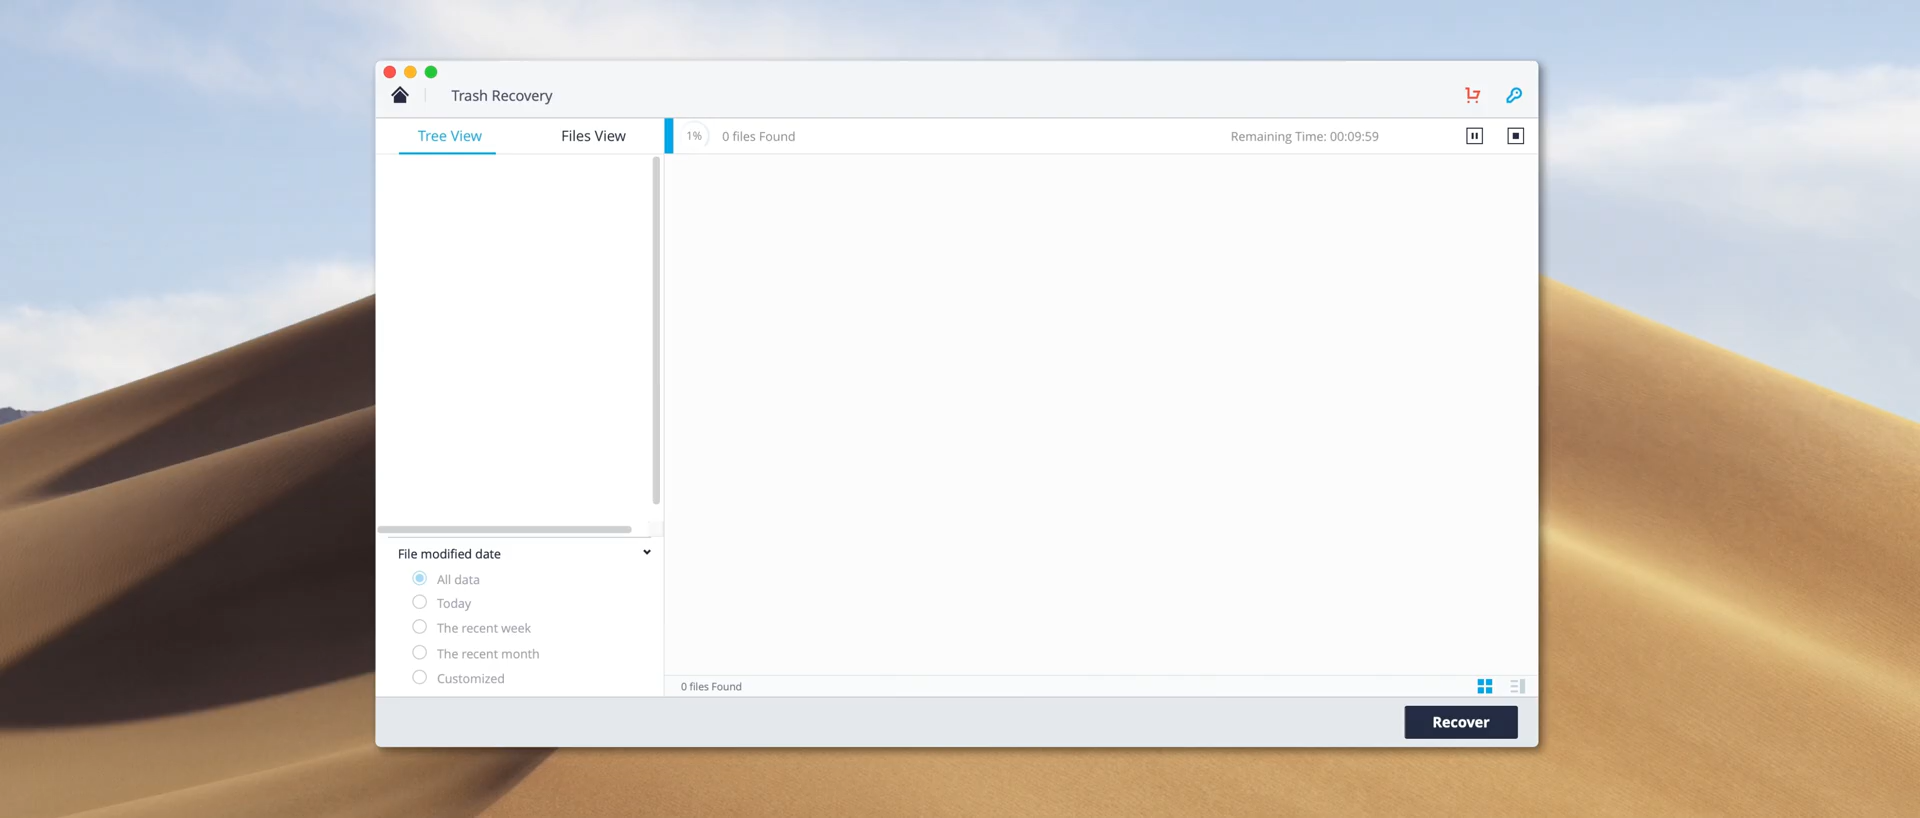 Trash Recovery
Tree View Files View
1% 0 files Found Remaining Time: 00:09:59
File modified date
All data
Today
The recent week
The recent month
Customized
0 files Found
Recover